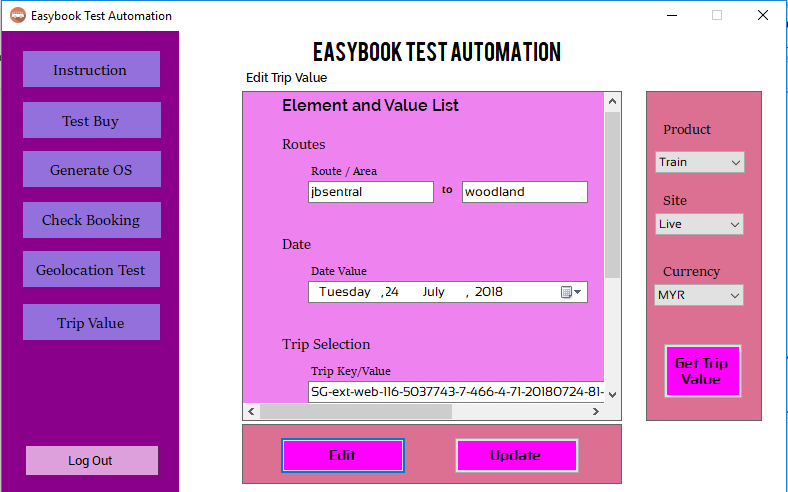 Easybook Test Automation
Instruction
Test Buy
Generate OS
Check Booking
Geolocation Test
Trip Value
Log Out
EASYBOOK TEST AUTOMATION
Edit Trip Value
Element and Value List
Routes
Route / Area
jbsentral to woodland
Date
Date Value
Tuesday ,24 July , 2018
Trip Selection
Trip Key/Value
SG-ext-web-116-5037743-7-466-4-71-20180724-81-
Edit Update
Product
Train
Site
Live
Currency
MYR
Get Trip
Value